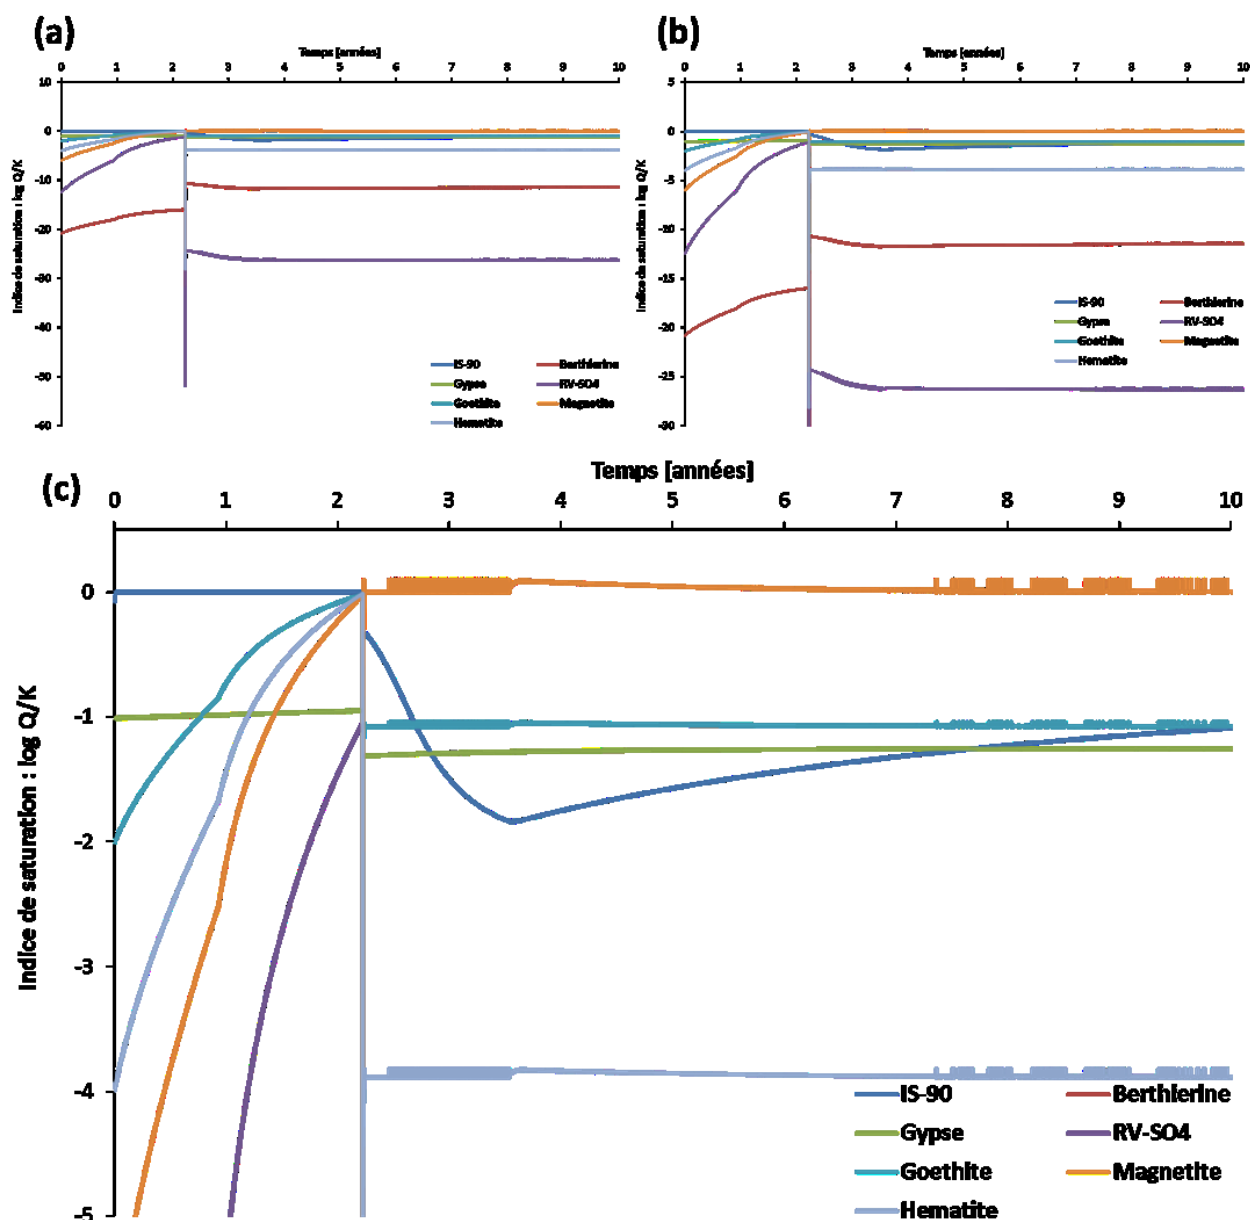 (a)
Temps [années]
0 1 2 3 4 5 6 7 8 9 10
Indice de saturation : log Q/K
10
0
-10
-20
-30
-40
-50
-60
IS-90 Berthierine
Gypse RV-SO4
Goethite Magnetite
Hematite
(b)
Temps [années]
0 1 2 3 4 5 6 7 8 9 10
Indice de saturation : log Q/K
5
0
-5
-10
-15
-20
-25
-30
IS-90 Berthierine
Gypse RV-SO4
Goethite Magnetite
Hematite
(c)
Temps [années]
0 1 2 3 4 5 6 7 8 9 10
Indice de saturation : log Q/K
0
-1
-2
-3
-4
-5
IS-90 Berthierine
Gypse RV-SO4
Goethite Magnetite
Hematite